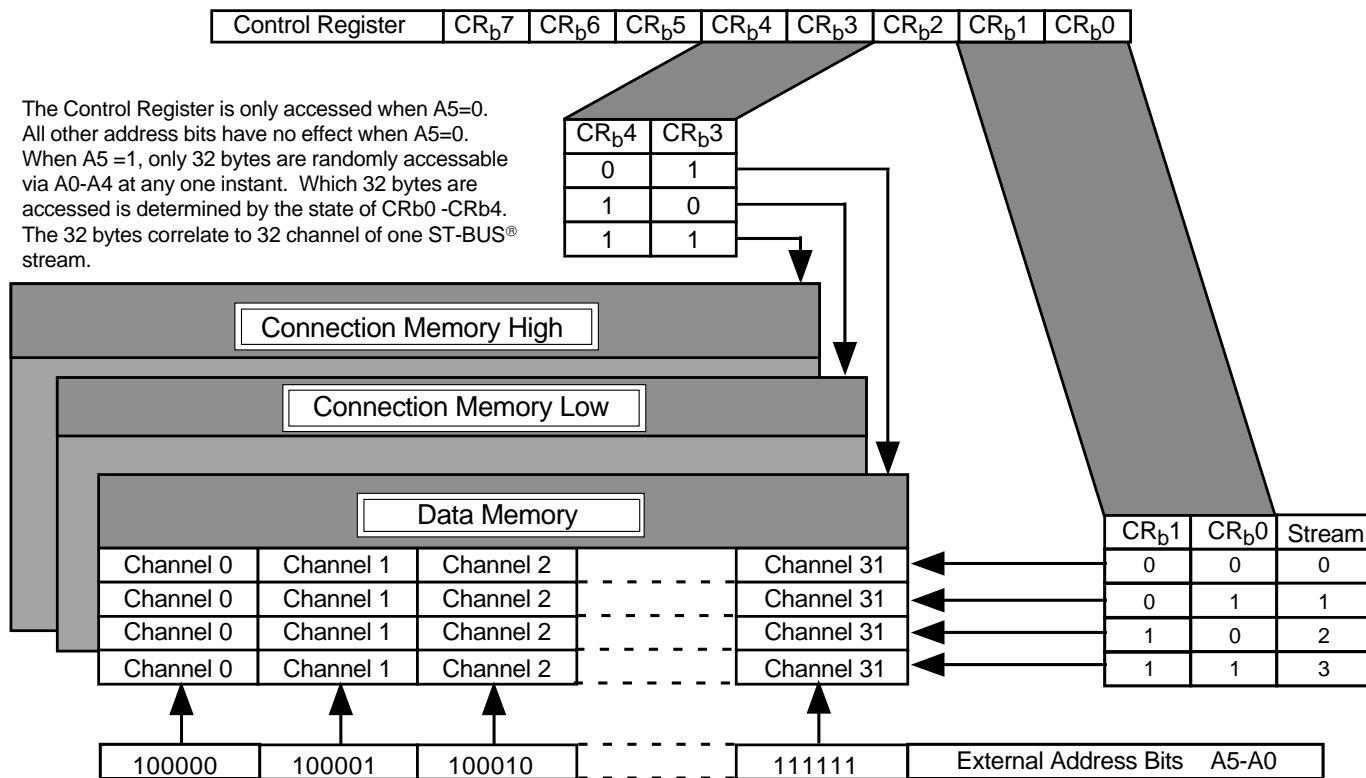 Control Register CRb7 CRb6 CRb5 CRb4 CRb3 CRb2 CRb1 CRb0
The Control Register is only accessed when A5=0.
All other address bits have no effect when A5=0.
When A5 =1, only 32 bytes are randomly accessable
via A0-A4 at any one instant. Which 32 bytes are
accessed is determined by the state of CRb0 -CRb4.
The 32 bytes correlate to 32 channel of one ST-BUS®
stream.
CRb4 CRb3
0 1
1 0
1 1
Connection Memory High
Connection Memory Low
Data Memory
CRb1 CRb0 Stream
Channel 0 Channel 1 Channel 2 Channel 31 0 0 0
Channel 0 Channel 1 Channel 2 Channel 31 0 1 1
Channel 0 Channel 1 Channel 2 Channel 31 1 0 2
Channel 0 Channel 1 Channel 2 Channel 31 1 1 3
100000 100001 100010 111111 External Address Bits A5-A0